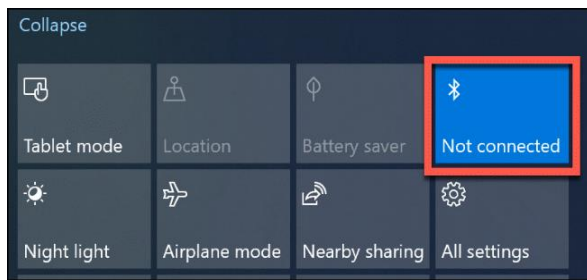 Collapse
Tablet mode
Location
Battery saver
Not connected
Night light
Airplane mode
Nearby sharing
All settings